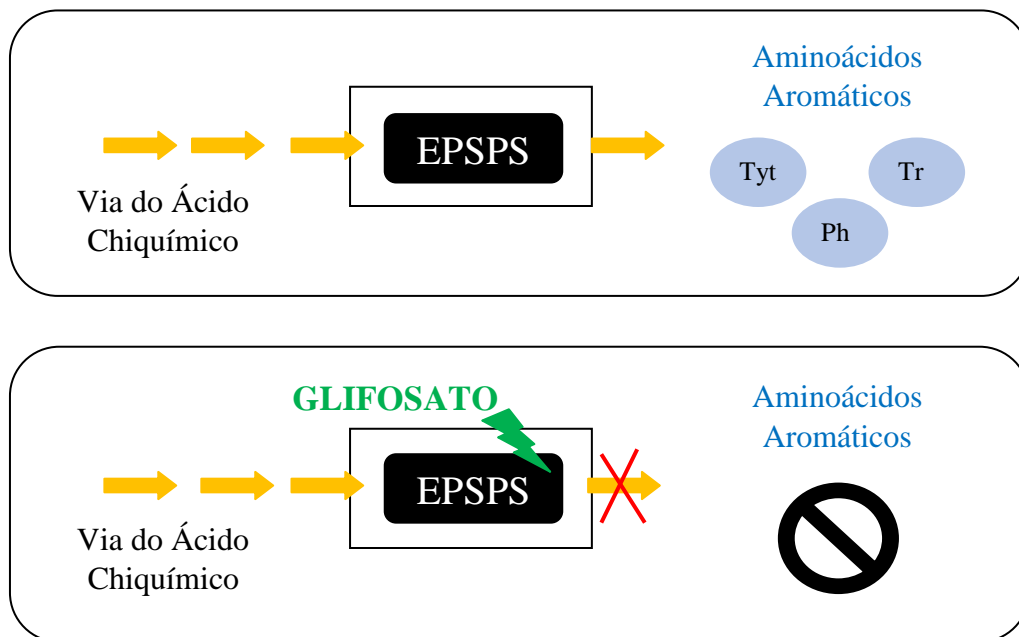 Aminoácidos
Aromáticos
EPSPS
Tyt
Tr
Ph
Via do Ácido
Chiquímico
GLIFOSATO
Aminoácidos
Aromáticos
EPSPS
Via do Ácido
Chiquímico